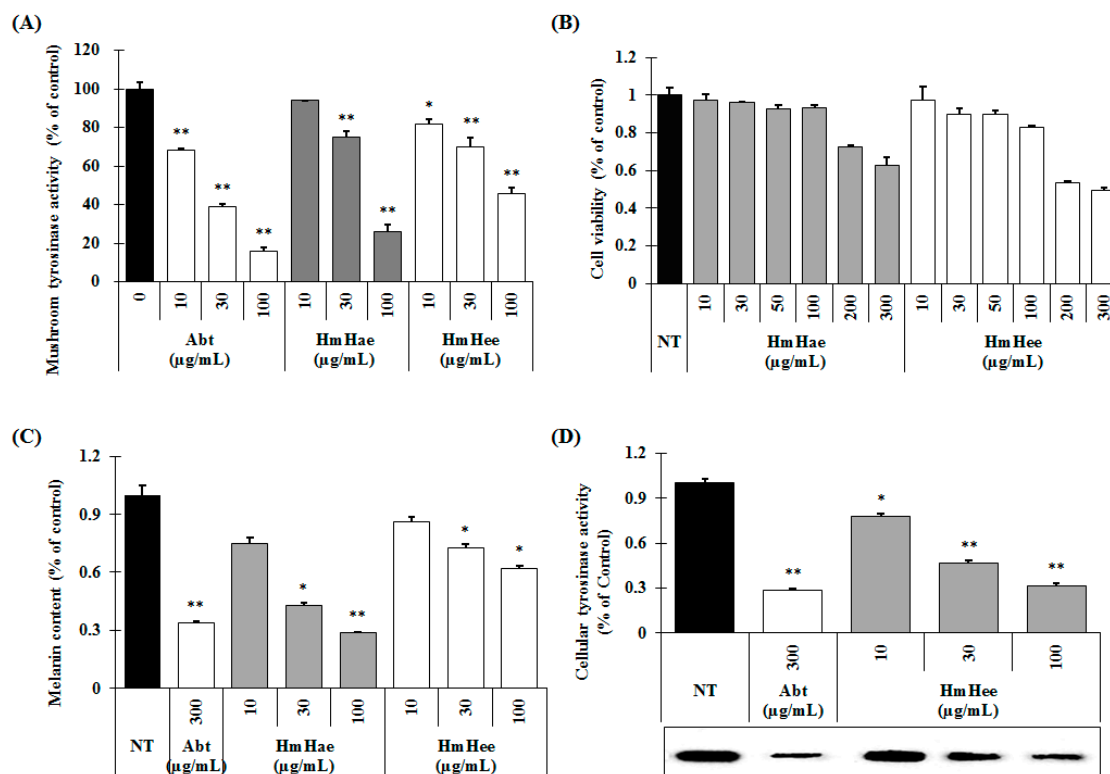 (A)
Mushroom tyrosinase activity (% of control)
120
100
80
60
40
20
0
** ** ** ** ** * ** **
0 10 30 100 10 30 100 10 30 100
Abt HmHae HmHee
(µg/mL) (µg/mL) (µg/mL)
(B)
Cell viability (% of control)
1.2
1
0.8
0.6
0.4
0.2
0
10 30 50 100 200 300 10 30 50 100 200 300
NT HmHae HmHee
(µg/mL) (µg/mL)
(C)
Melanin content (% of control)
1.2
0.9
0.6
0.3
0
** * ** * *
300 10 30 100 10 30 100
NT Abt HmHae HmHee
(µg/mL) (µg/mL) (µg/mL)
(D)
Cellular tyrosinase activity
(% of Control)
1.2
0.9
0.6
0.3
0
** * ** **
300 10 30 100
NT Abt HmHee
(µg/mL) (µg/mL)